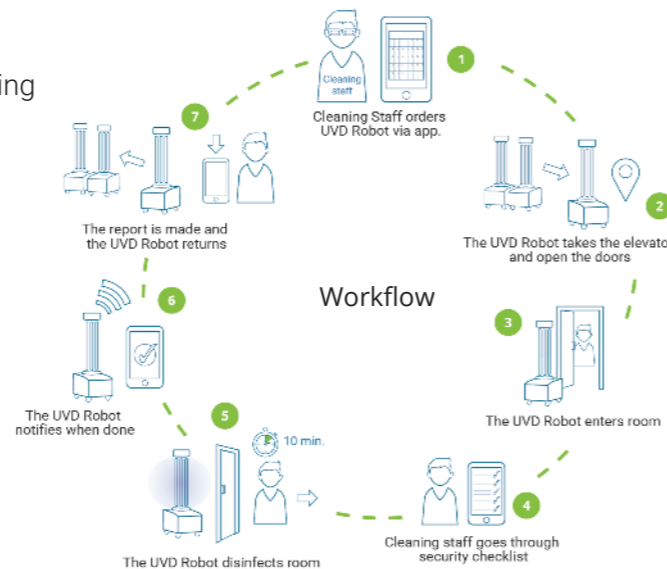 ing
1
Cleaning
staff
Cleaning Staff orders
UVD Robot via app.
2
The UVD Robot takes the elevato
and open the doors
3
The UVD Robot enters room
4
Cleaning staff goes through
security checklist
5
10 min.
The UVD Robot disinfects room
6
The UVD Robot
notifies when done
7
The report is made and
the UVD Robot returns
Workflow